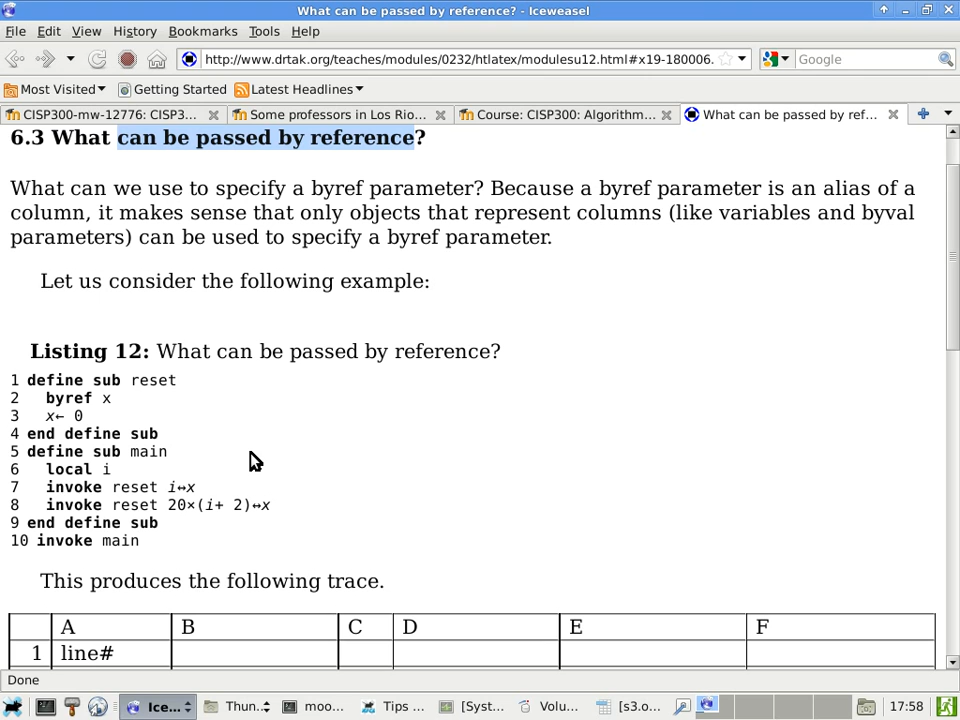 What can be passed by reference? - Iceweasel
File Edit View History Bookmarks Tools Help
http://www.drtak.org/teaches/modules/0232/htlatex/modulesu12.html#x19-180006. Google
Most Visited Getting Started Latest Headlines
CISP300-mw-12776: CISP3... Some professors in Los Rio... Course: CISP300: Algorithm... What can be passed by ref...
6.3 What can be passed by reference?
What can we use to specify a byref parameter? Because a byref parameter is an alias of a
column, it makes sense that only objects that represent columns (like variables and byval
parameters) can be used to specify a byref parameter.
Let us consider the following example:
Listing 12: What can be passed by reference?
1 define sub reset
2 byref x
3 x← 0
4 end define sub
5 define sub main
6 local i
7 invoke reset i↔x
8 invoke reset 20×(i+ 2)↔x
9 end define sub
10 invoke main
This produces the following trace.
A B C D E F
1 line#
Done
Ice... Thun... moo... Tips ... [Syst... Volu... [s3.o... 17:58